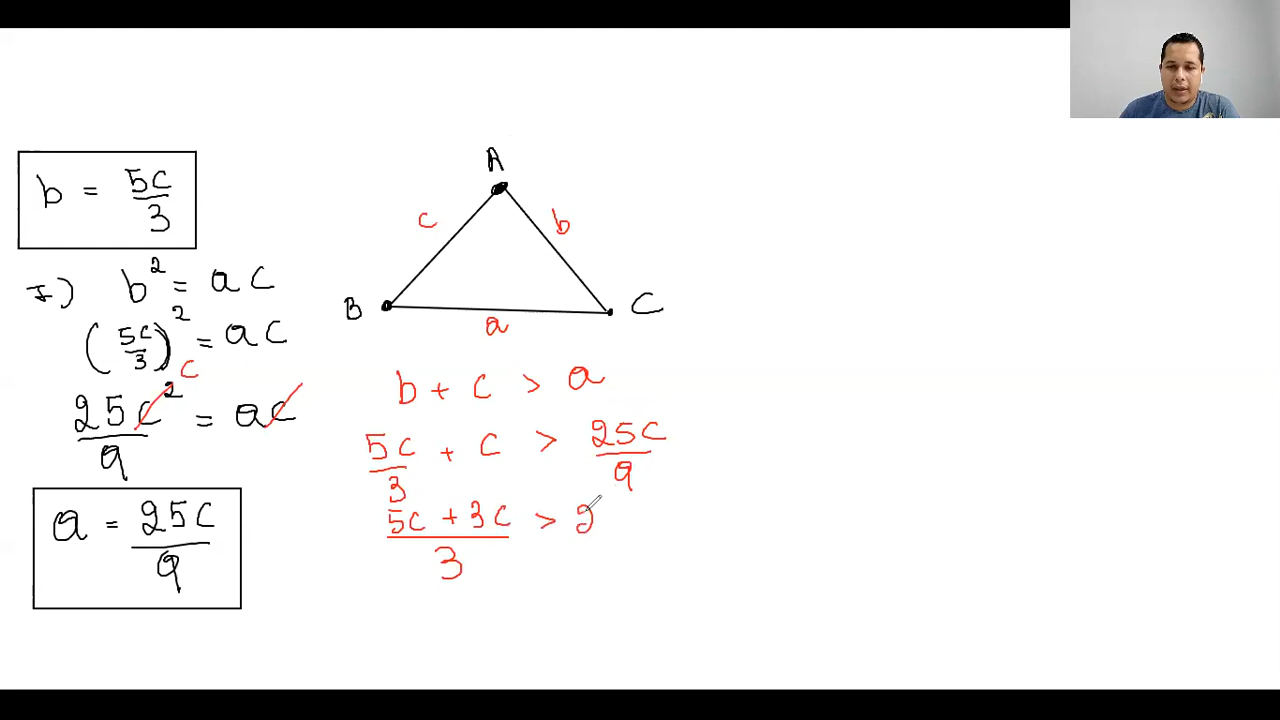 b = 5c/3
I) b² = ac
(5c/3)² = ac
c
25c²/9 = ac
a = 25c/9
A
c b
B C
a
b + c > a
5c/3 + c > 25c/9
5c + 3c/3 > 2